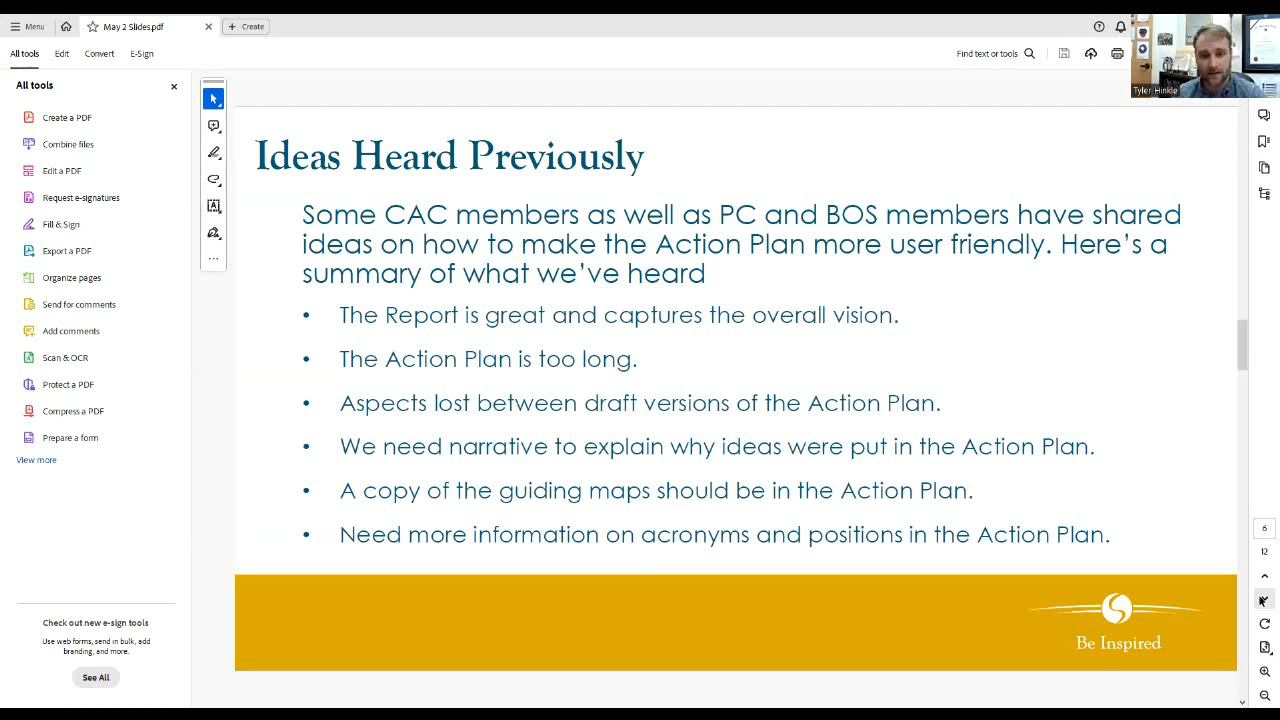 Menu
May 2 Slides.pdf
Create
All tools
Edit
Convert
E-Sign
Find text or tools
Tyler Hinkle
All tools
Create a PDF
Combine files
Edit a PDF
Request e-signatures
Fill & Sign
Export a PDF
Organize pages
Send for comments
Add comments
Scan & OCR
Protect a PDF
Compress a PDF
Prepare a form
View more
Check out new e-sign tools
Use web forms, send in bulk, add
branding, and more.
See All
Ideas Heard Previously
Some CAC members as well as PC and BOS members have shared
ideas on how to make the Action Plan more user friendly. Here's a
summary of what we've heard
• The Report is great and captures the overall vision.
• The Action Plan is too long.
• Aspects lost between draft versions of the Action Plan.
• We need narrative to explain why ideas were put in the Action Plan.
• A copy of the guiding maps should be in the Action Plan.
• Need more information on acronyms and positions in the Action Plan.
Be Inspired
6
12